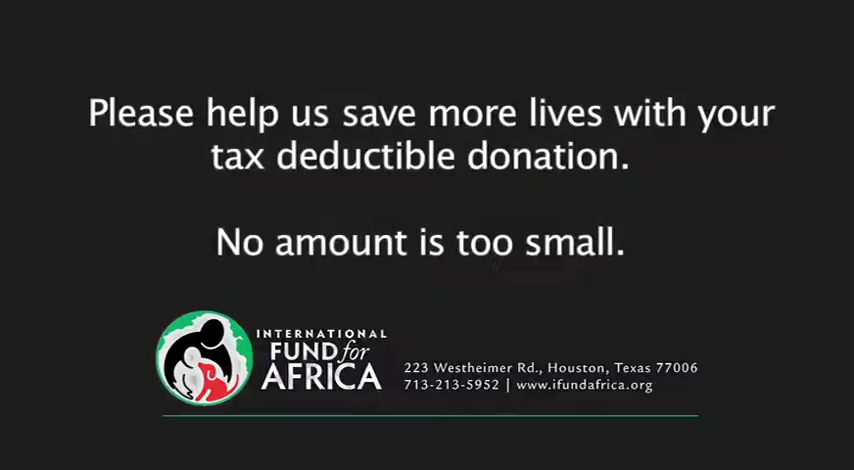 Please help us save more lives with your
tax deductible donation.
No amount is too small.
INTERNATIONAL
FUND for
AFRICA
223 Westheimer Rd., Houston, Texas 77006
713-213-5952 | www.ifundafrica.org